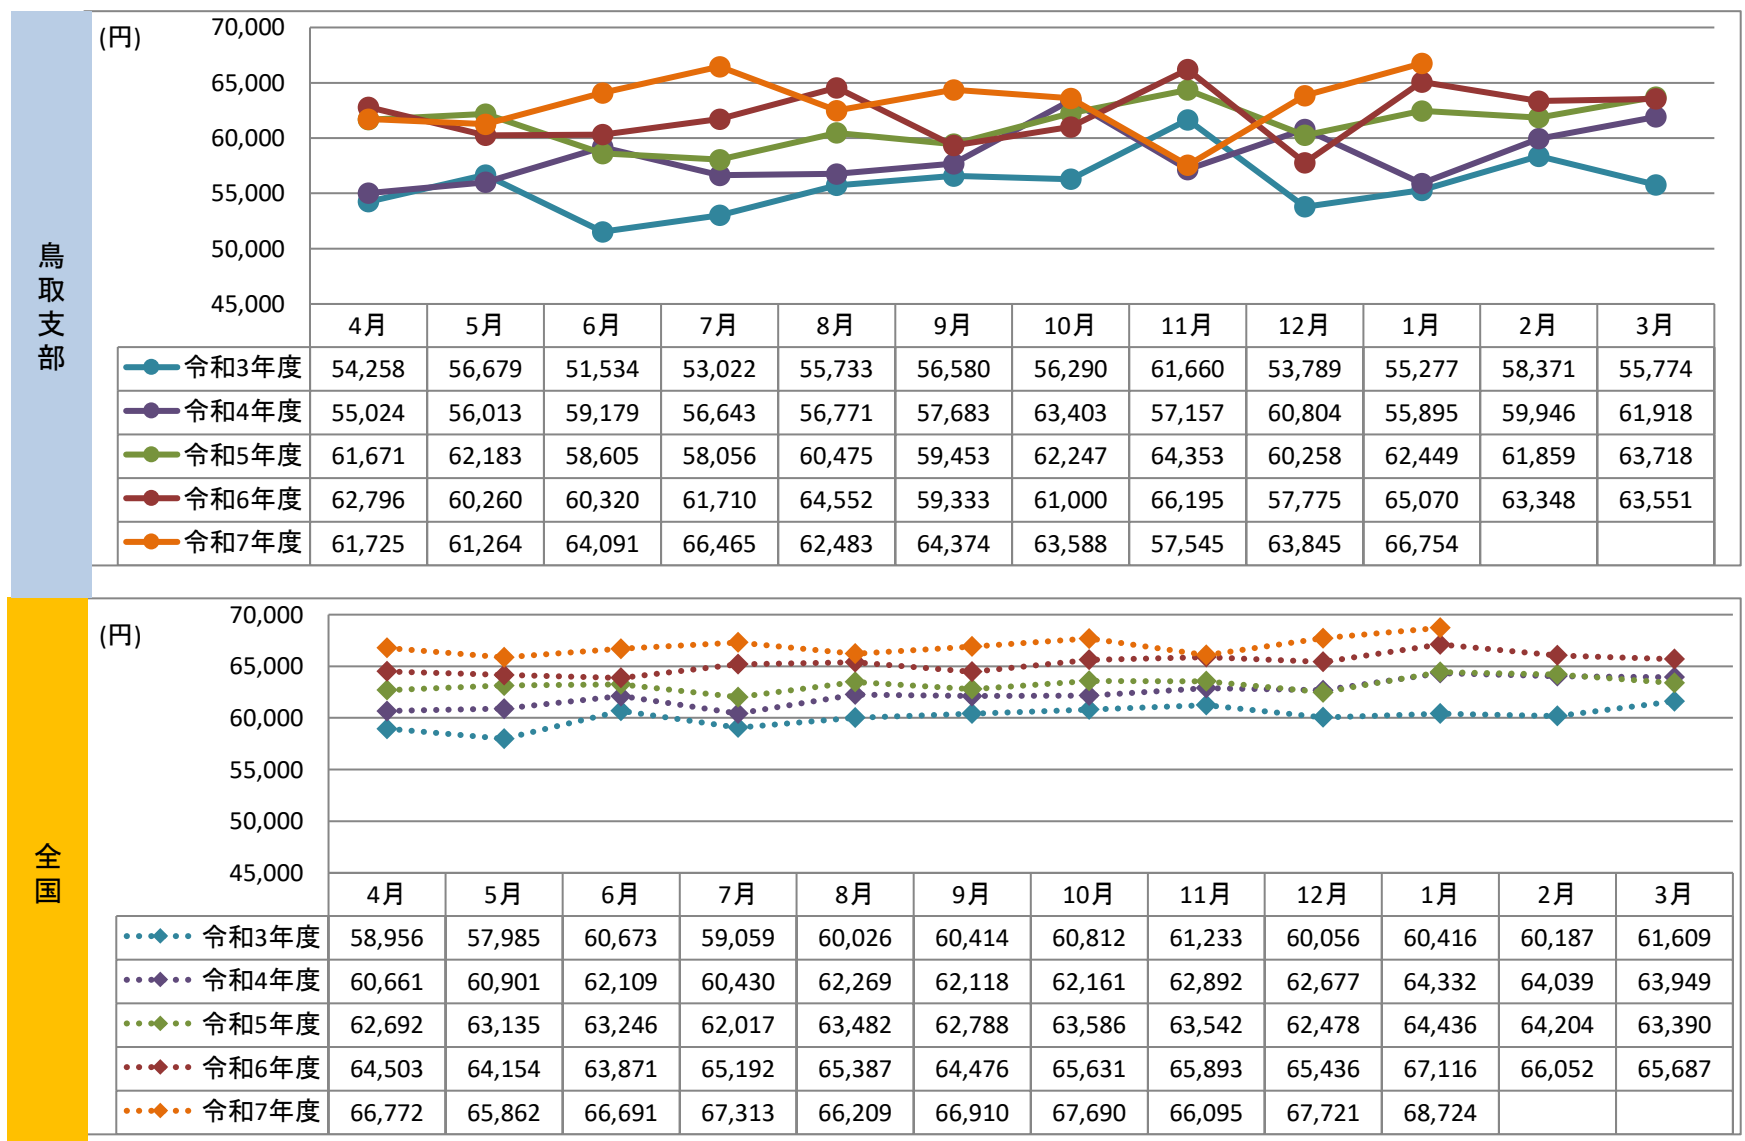 鳥取支部
(円)
70,000
65,000
60,000
55,000
50,000
45,000
4月 5月 6月 7月 8月 9月 10月 11月 12月 1月 2月 3月
令和3年度 54,258 56,679 51,534 53,022 55,733 56,580 56,290 61,660 53,789 55,277 58,371 55,774
令和4年度 55,024 56,013 59,179 56,643 56,771 57,683 63,403 57,157 60,804 55,895 59,946 61,918
令和5年度 61,671 62,183 58,605 58,056 60,475 59,453 62,247 64,353 60,258 62,449 61,859 63,718
令和6年度 62,796 60,260 60,320 61,710 64,552 59,333 61,000 66,195 57,775 65,070 63,348 63,551
令和7年度 61,725 61,264 64,091 66,465 62,483 64,374 63,588 57,545 63,845 66,754
全国
(円)
70,000
65,000
60,000
55,000
50,000
45,000
4月 5月 6月 7月 8月 9月 10月 11月 12月 1月 2月 3月
令和3年度 58,956 57,985 60,673 59,059 60,026 60,414 60,812 61,233 60,056 60,416 60,187 61,609
令和4年度 60,661 60,901 62,109 60,430 62,269 62,118 62,161 62,892 62,677 64,332 64,039 63,949
令和5年度 62,692 63,135 63,246 62,017 63,482 62,788 63,586 63,542 62,478 64,436 64,204 63,390
令和6年度 64,503 64,154 63,871 65,192 65,387 64,476 65,631 65,893 65,436 67,116 66,052 65,687
令和7年度 66,772 65,862 66,691 67,313 66,209 66,910 67,690 66,095 67,721 68,724